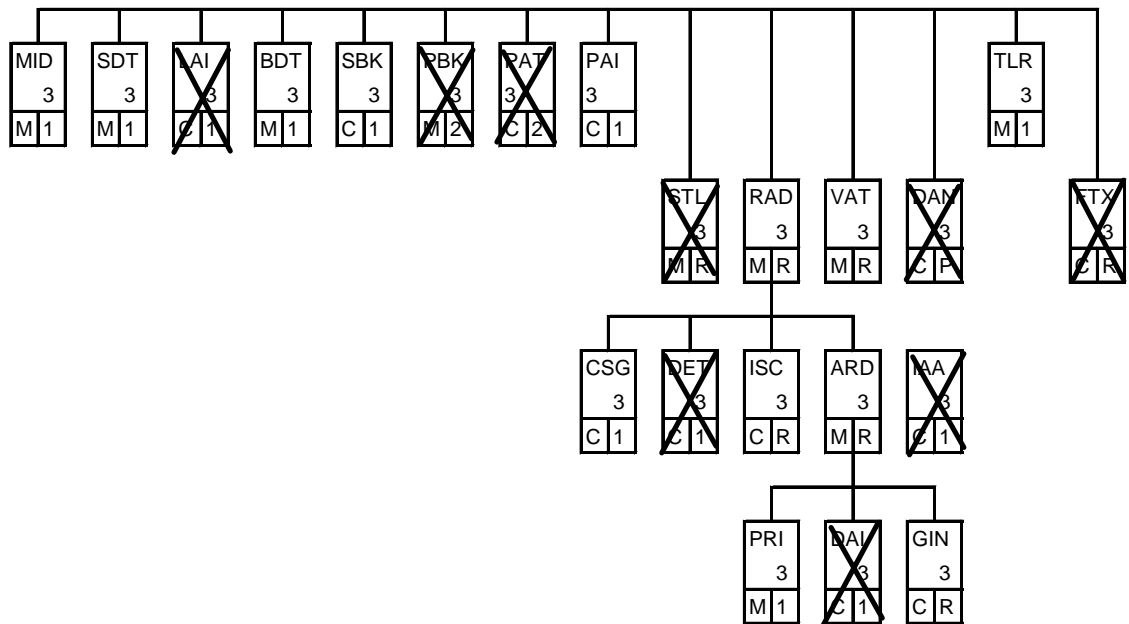 MID SDT LAI BDT SBK PBK PAT PAI TLR
3 3 3 3 3 3 3 3 3
M 1 M 1 C 1 M 1 C 1 M 2 C 2 C 1 M 1
STL RAD VAT DAN FTX
3 3 3 3 3
M R M R M R C P C R
CSG DET ISC ARD IAA
3 3 3 3 3
C 1 C 1 C R M R C 1
PRI DAI GIN
3 3 3
M 1 C 1 C R